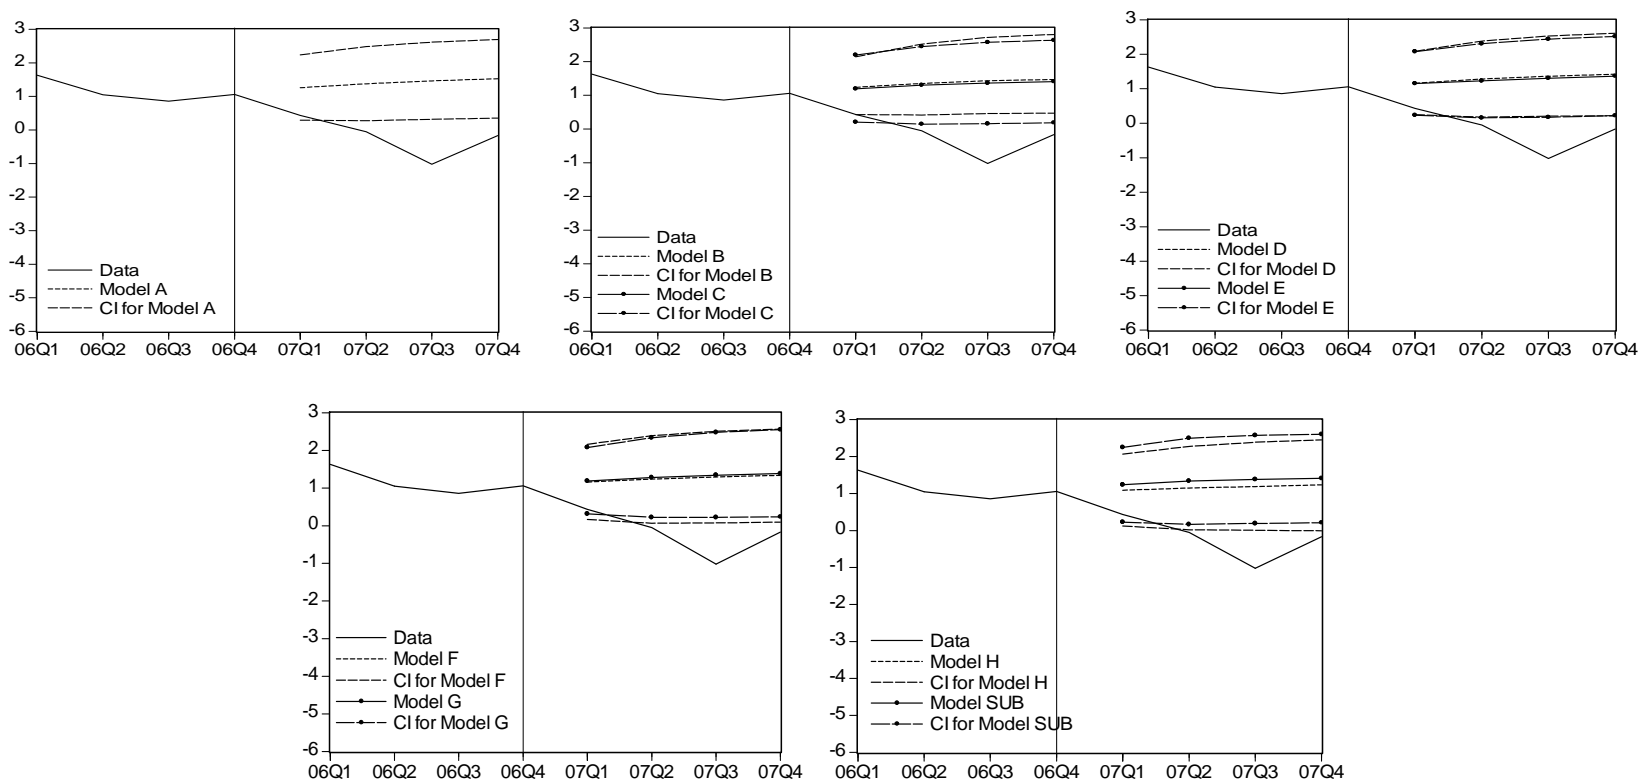 3
2
1
0
-1
-2
-3
-4
-5
-6
Data
Model A
CI for Model A
06Q1 06Q2 06Q3 06Q4 07Q1 07Q2 07Q3 07Q4
3
2
1
0
-1
-2
-3
-4
-5
-6
Data
Model B
CI for Model B
Model C
CI for Model C
06Q1 06Q2 06Q3 06Q4 07Q1 07Q2 07Q3 07Q4
3
2
1
0
-1
-2
-3
-4
-5
-6
Data
Model D
CI for Model D
Model E
CI for Model E
06Q1 06Q2 06Q3 06Q4 07Q1 07Q2 07Q3 07Q4
3
2
1
0
-1
-2
-3
-4
-5
-6
Data
Model F
CI for Model F
Model G
CI for Model G
06Q1 06Q2 06Q3 06Q4 07Q1 07Q2 07Q3 07Q4
3
2
1
0
-1
-2
-3
-4
-5
-6
Data
Model H
CI for Model H
Model SUB
CI for Model SUB
06Q1 06Q2 06Q3 06Q4 07Q1 07Q2 07Q3 07Q4